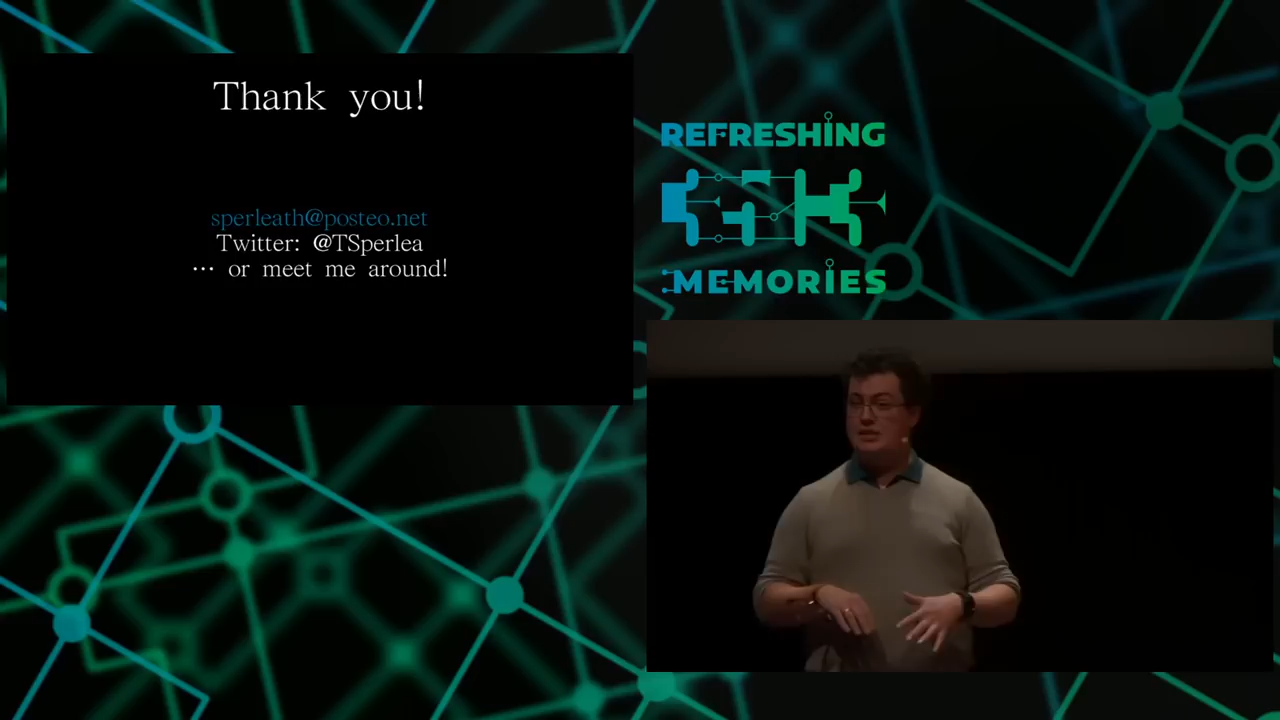 Thank you!
sperleath@posteo.net
Twitter: @TSperlea
… or meet me around!
REFRESHING
MEMORIES